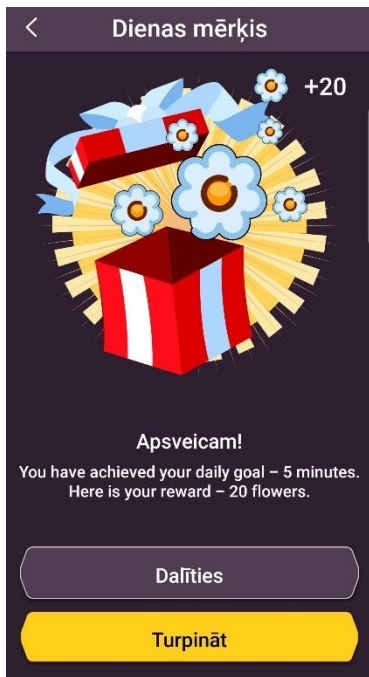 Dienas mērķis
+20
Apsveicam!
You have achieved your daily goal – 5 minutes.
Here is your reward – 20 flowers.
Dalīties
Turpināt